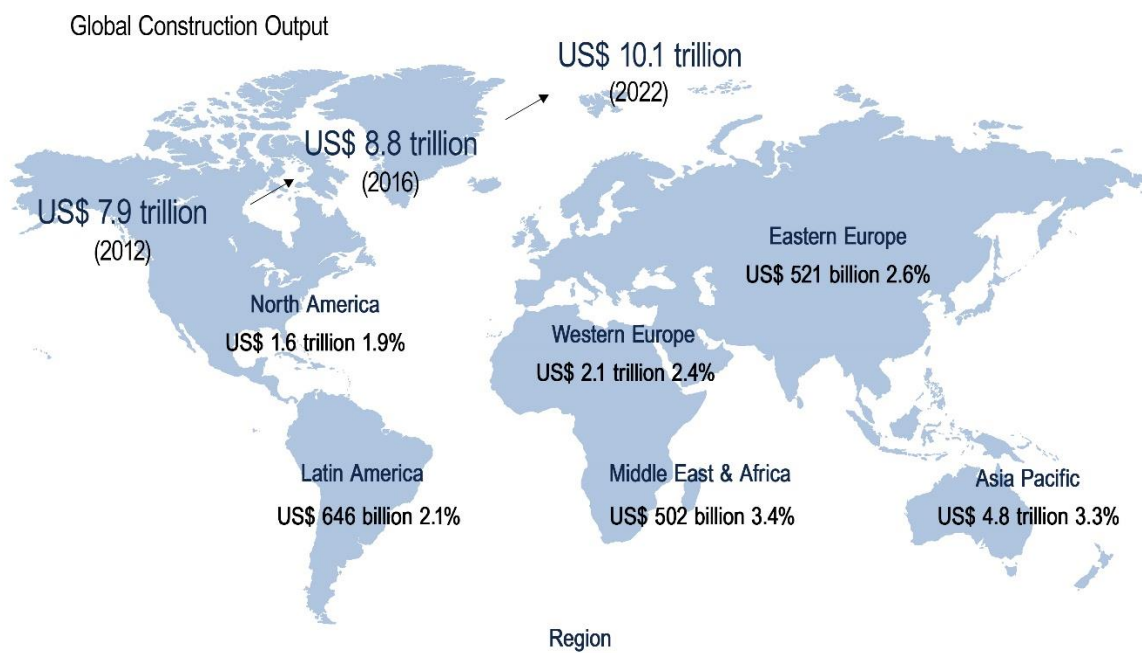 Global Construction Output
US$ 10.1 trillion
(2022)
US$ 8.8 trillion
(2016)
US$ 7.9 trillion
(2012)
Eastern Europe
US$ 521 billion 2.6%
North America
US$ 1.6 trillion 1.9%
Western Europe
US$ 2.1 trillion 2.4%
Latin America
US$ 646 billion 2.1%
Middle East & Africa
US$ 502 billion 3.4%
Asia Pacific
US$ 4.8 trillion 3.3%
Region